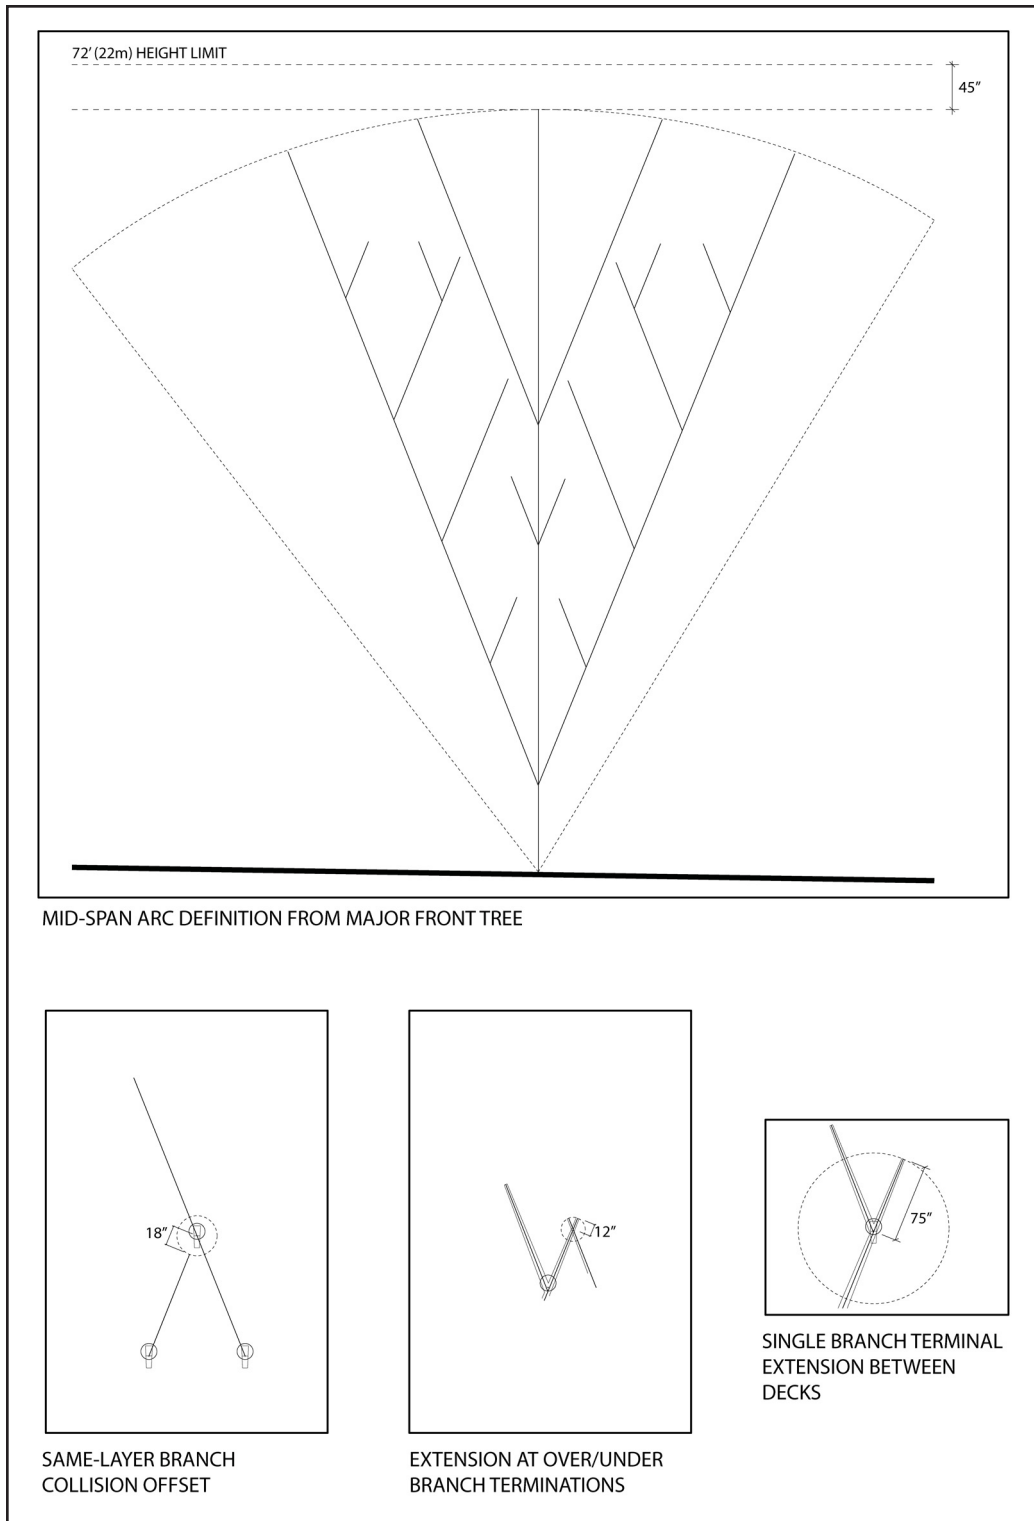 72’ (22m) HEIGHT LIMIT
45”
MID-SPAN ARC DEFINITION FROM MAJOR FRONT TREE
18”
12”
75”
SAME-LAYER BRANCH
COLLISION OFFSET
EXTENSION AT OVER/UNDER
BRANCH TERMINATIONS
SINGLE BRANCH TERMINAL
EXTENSION BETWEEN
DECKS